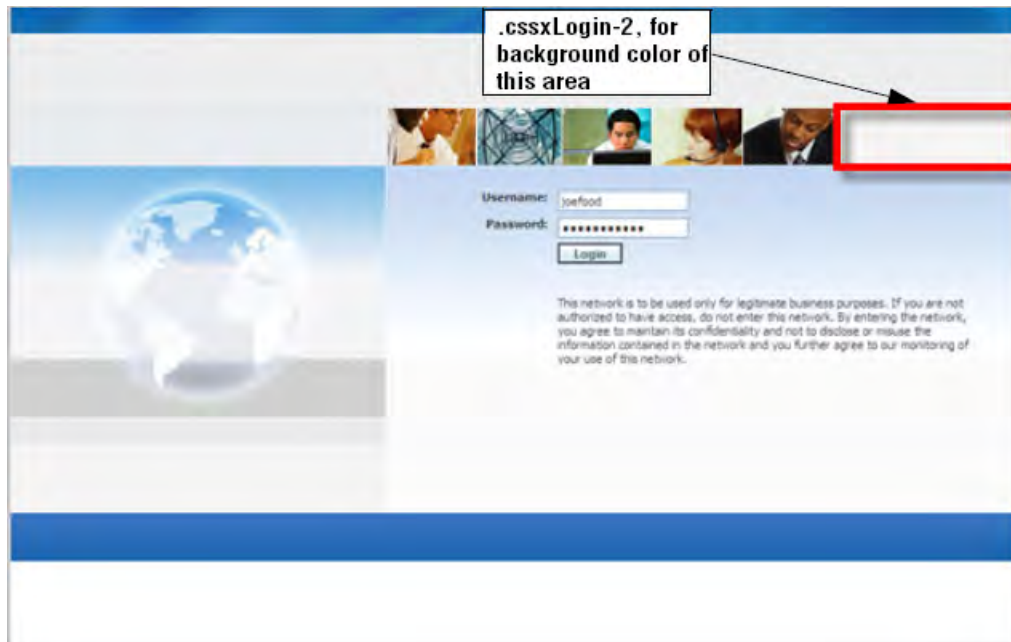 .cssxLogin-2, for
background color of
this area
Username:
joefood
Password:
•••••••••••
Login
This network is to be used only for legitimate business purposes. If you are not
authorized to have access, do not enter this network. By entering the network,
you agree to maintain its confidentiality and not to disclose or misuse the
information contained in the network and you further agree to our monitoring of
your use of this network.